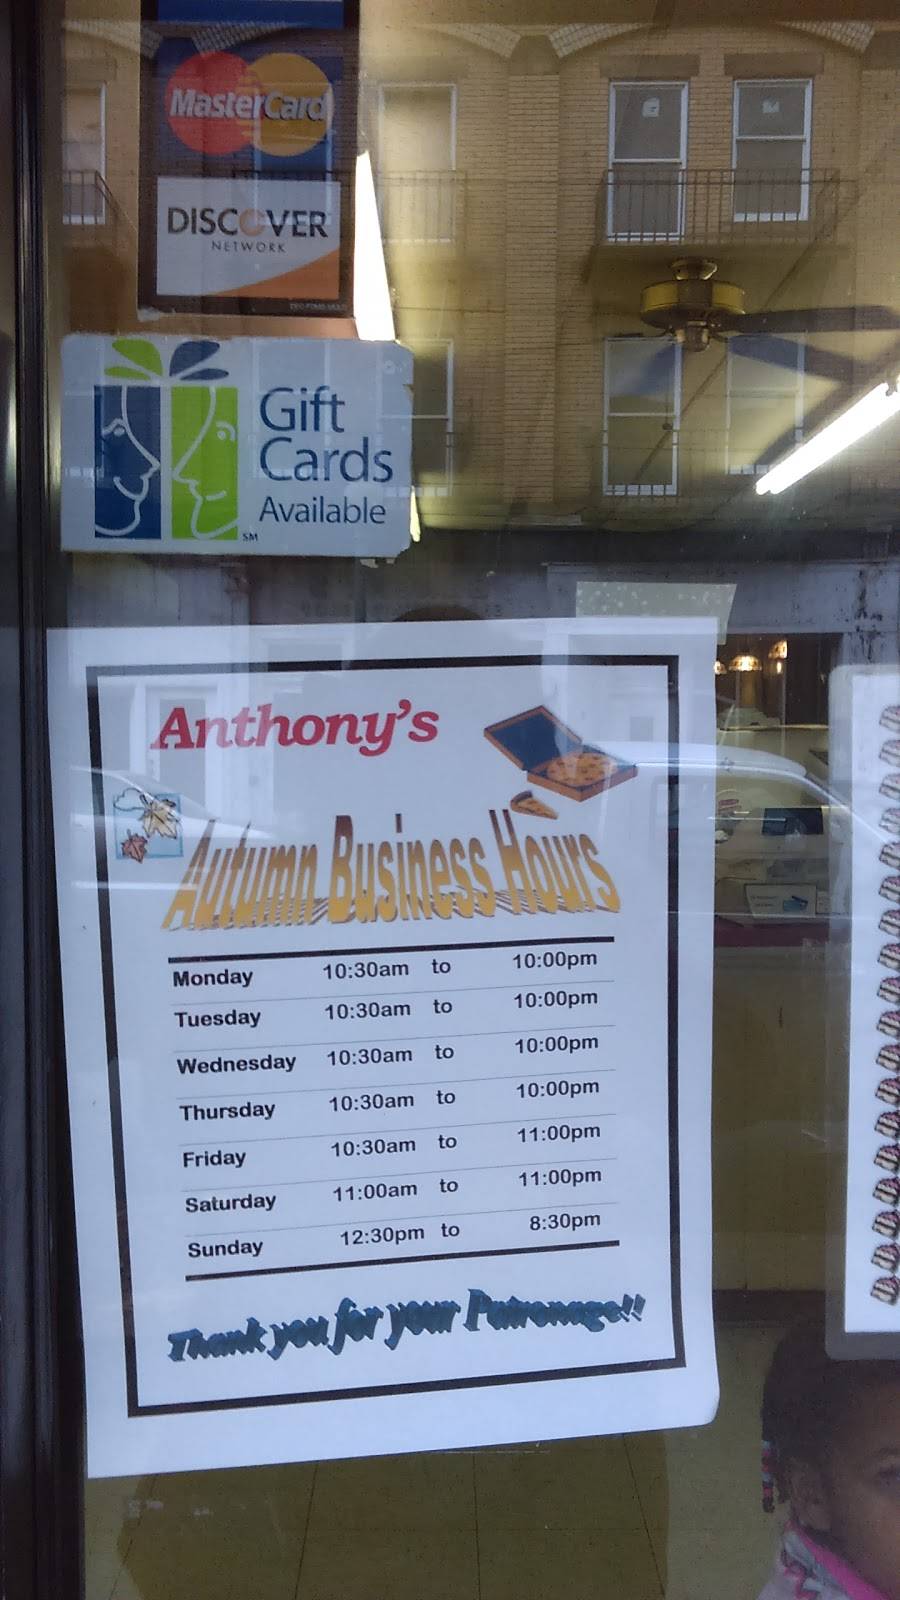 MasterCard
DISCOVER
NETWORK
Gift
Cards
Available
SM
Anthony's
Autumn Business Hours
Monday 10:30am to 10:00pm
Tuesday 10:30am to 10:00pm
Wednesday 10:30am to 10:00pm
Thursday 10:30am to 10:00pm
Friday 10:30am to 11:00pm
Saturday 11:00am to 11:00pm
Sunday 12:30pm to 8:30pm
Thank you for your Patronage!!